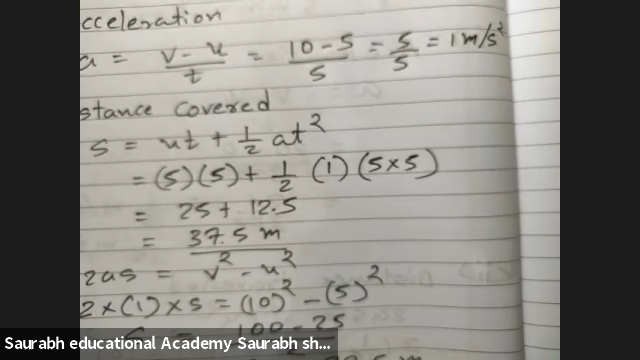 cceleration
a = v-u/t = 10-5/5 = 5/5 = 1 m/s²
stance covered
s = ut + 1/2 at²
= (5)(5) + 1/2 (1) (5×5)
= 25 + 12.5
= 37.5 m
2as = v² - u²
2×(1)×s = (10)² - (5)²
= 100-25
Saurabh educational Academy Saurabh sh...